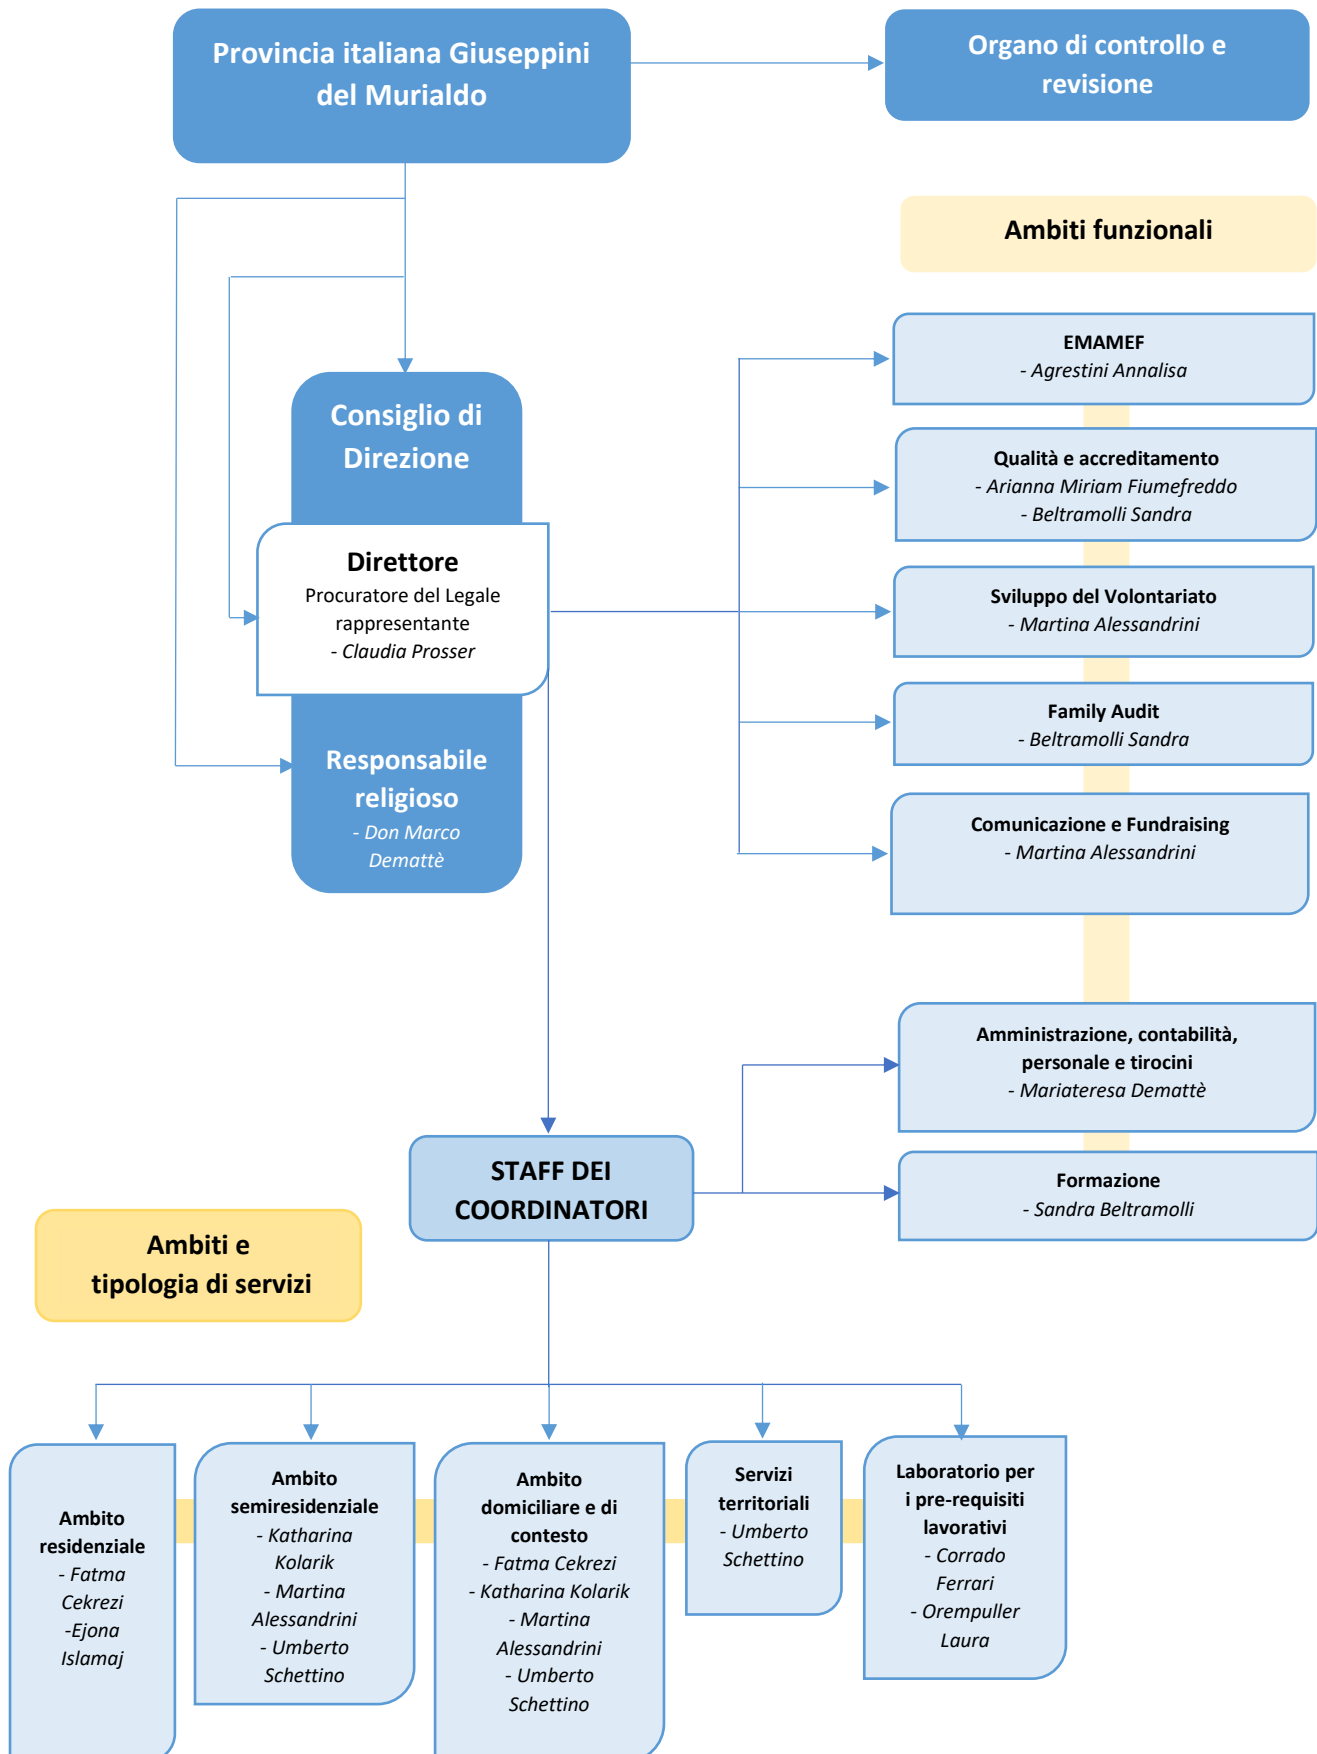 Provincia italiana Giuseppini
del Murialdo
Organo di controllo e
revisione
Ambiti funzionali
EMAMEF
- Agrestini Annalisa
Consiglio di
Direzione
Qualità e accreditamento
- Arianna Miriam Fiumefreddo
- Beltramolli Sandra
Direttore
Procuratore del Legale
rappresentante
- Claudia Prosser
Sviluppo del Volontariato
- Martina Alessandrini
Family Audit
- Beltramolli Sandra
Responsabile
religioso
- Don Marco
Demattè
Comunicazione e Fundraising
- Martina Alessandrini
Amministrazione, contabilità,
personale e tirocini
- Mariateresa Demattè
STAFF DEI
COORDINATORI
Formazione
- Sandra Beltramolli
Ambiti e
tipologia di servizi
Ambito
residenziale
- Fatma
Cekrezi
-Ejona
Islamaj
Ambito
semiresidenziale
- Katharina
Kolarik
- Martina
Alessandrini
- Umberto
Schettino
Ambito
domiciliare e di
contesto
- Fatma Cekrezi
- Katharina Kolarik
- Martina
Alessandrini
- Umberto
Schettino
Servizi
territoriali
- Umberto
Schettino
Laboratorio per
i pre-requisiti
lavorativi
- Corrado
Ferrari
- Orempuller
Laura